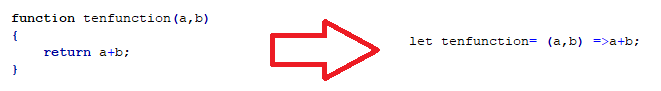 function tenfunction(a,b)
{
    return a+b;
}
let tenfunction= (a,b) =>a+b;